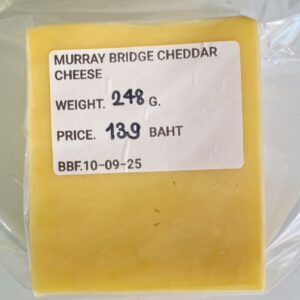 MURRAY BRIDGE CHEDDAR
CHEESE
WEIGHT. 248 G.
PRICE. 139 BAHT
BBF.10-09-25